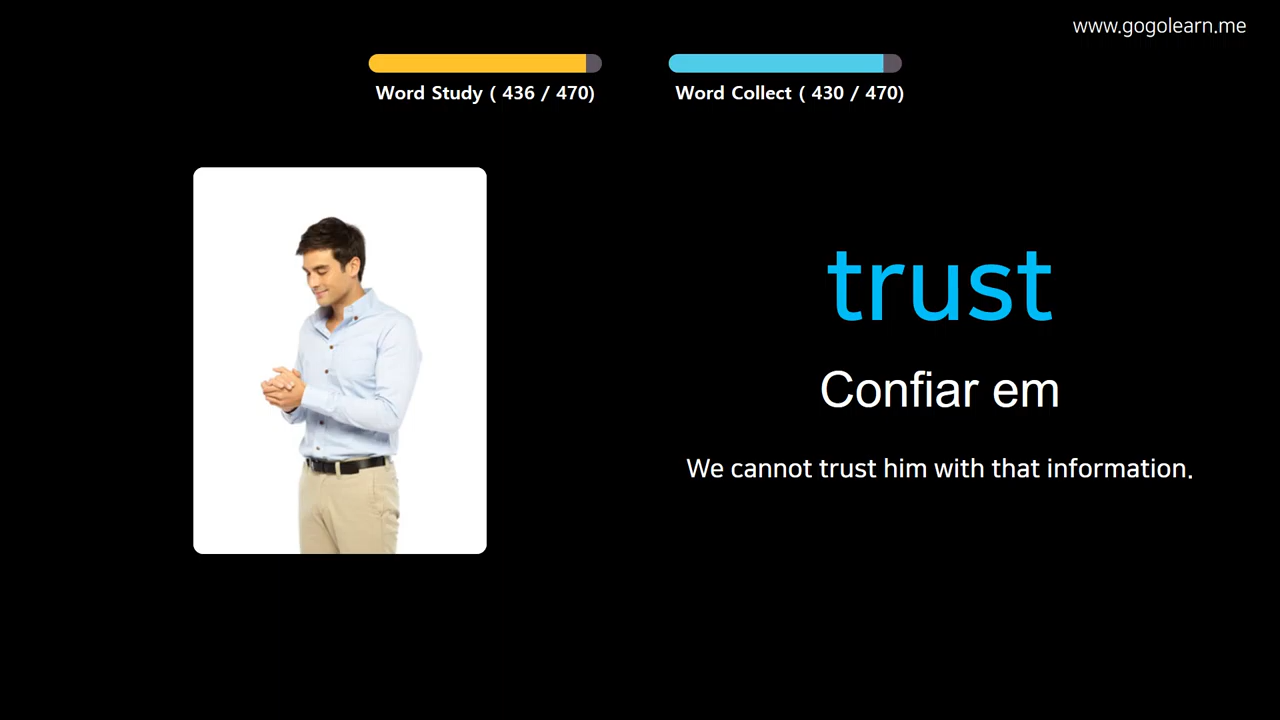 www.gogolearn.me
Word Study ( 436 / 470)
Word Collect ( 430 / 470)
trust
Confiar em
We cannot trust him with that information.